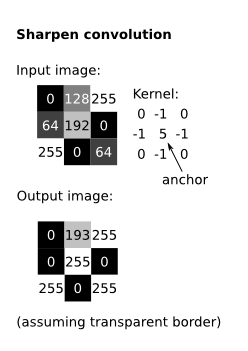 Sharpen convolution
Input image:
0 128 255
64 192 0
255 0 64
Kernel:
0 -1 0
-1 5 -1
0 -1 0
anchor
Output image:
0 193 255
0 255 0
255 0 255
(assuming transparent border)